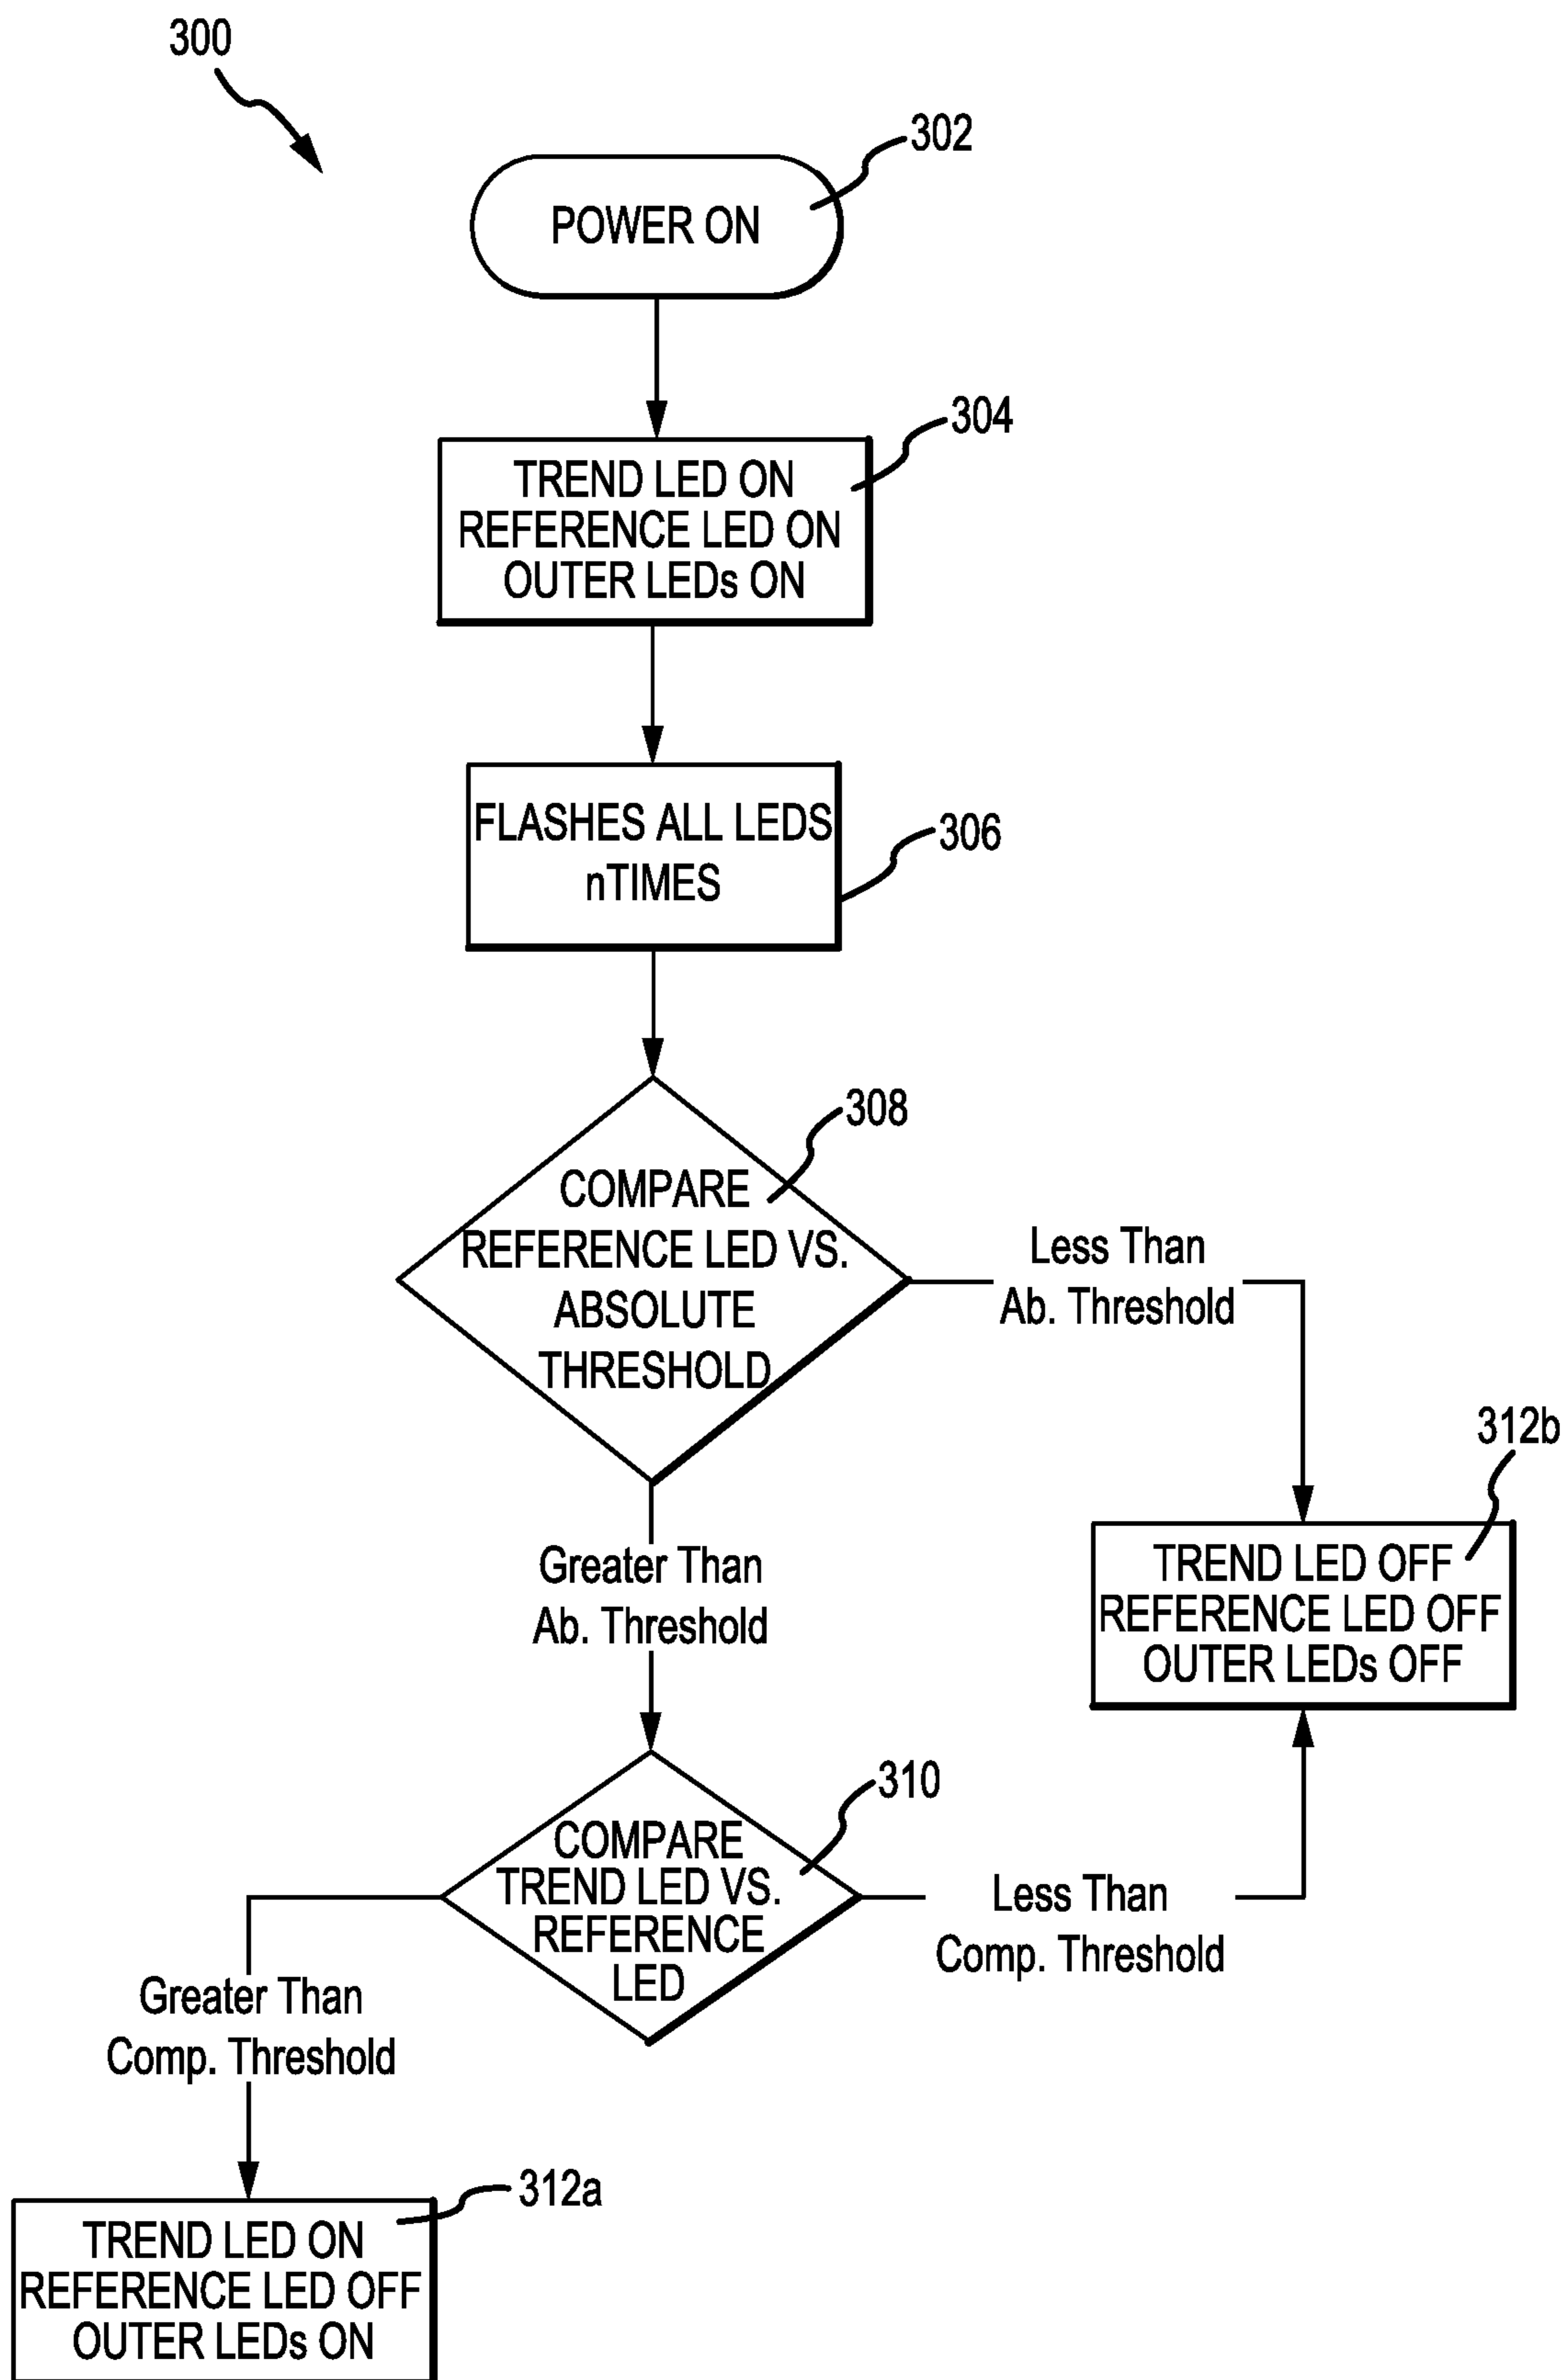 300
302
POWER ON
304
TREND LED ON
REFERENCE LED ON
OUTER LEDs ON
FLASHES ALL LEDS
nTIMES
306
308
COMPARE
REFERENCE LED VS.
ABSOLUTE
THRESHOLD
Less Than
Ab. Threshold
312b
Greater Than
Ab. Threshold
TREND LED OFF
REFERENCE LED OFF
OUTER LEDs OFF
310
COMPARE
TREND LED VS.
REFERENCE
LED
Less Than
Comp. Threshold
Greater Than
Comp. Threshold
312a
TREND LED ON
REFERENCE LED OFF
OUTER LEDs ON